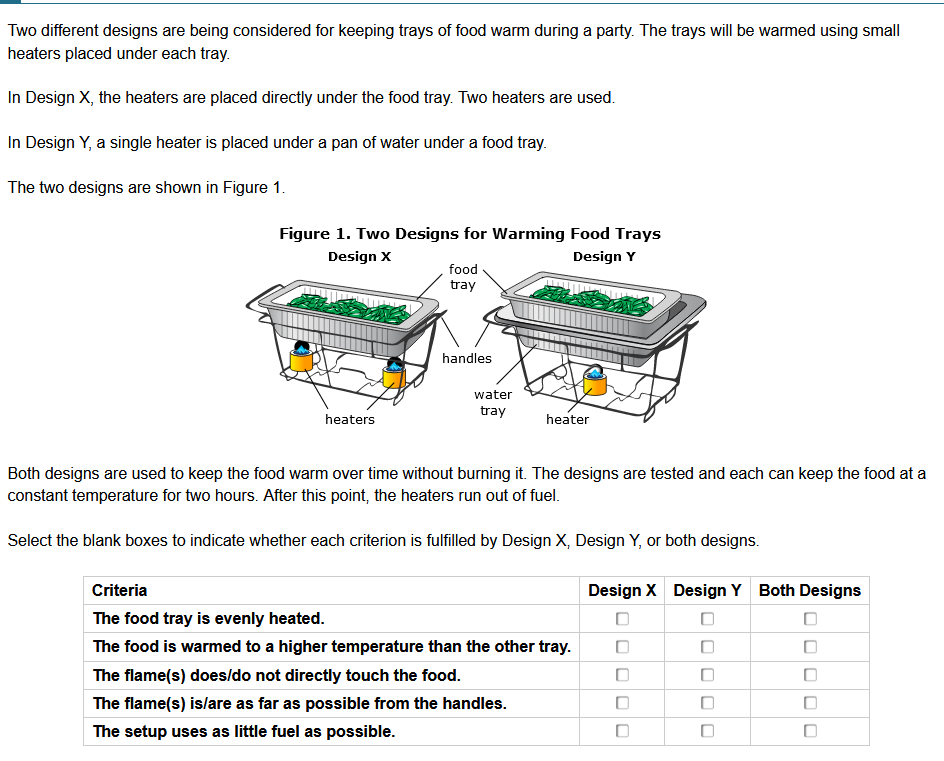 Two different designs are being considered for keeping trays of food warm during a party. The trays will be warmed using small
heaters placed under each tray.
In Design X, the heaters are placed directly under the food tray. Two heaters are used.
In Design Y, a single heater is placed under a pan of water under a food tray.
The two designs are shown in Figure 1.
Figure 1. Two Designs for Warming Food Trays
Design X
Design Y
food
tray
handles
water
tray
heaters
heater
Both designs are used to keep the food warm over time without burning it. The designs are tested and each can keep the food at a
constant temperature for two hours. After this point, the heaters run out of fuel.
Select the blank boxes to indicate whether each criterion is fulfilled by Design X, Design Y, or both designs.
Criteria Design X Design Y Both Designs
The food tray is evenly heated.
The food is warmed to a higher temperature than the other tray.
The flame(s) does/do not directly touch the food.
The flame(s) is/are as far as possible from the handles.
The setup uses as little fuel as possible.